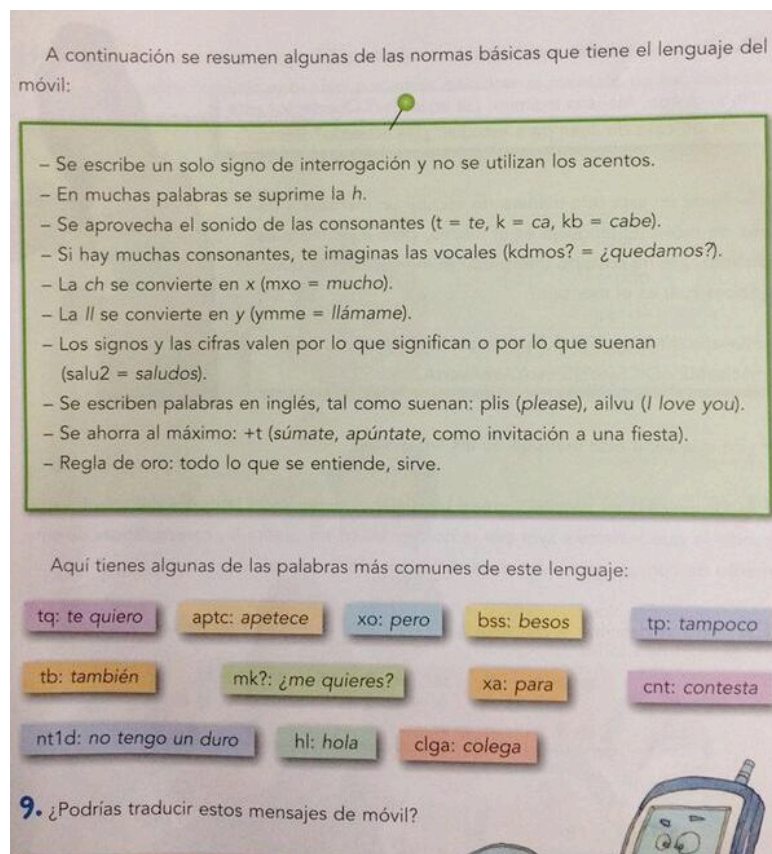 A continuación se resumen algunas de las normas básicas que tiene el lenguaje del
móvil:
– Se escribe un solo signo de interrogación y no se utilizan los acentos.
– En muchas palabras se suprime la h.
– Se aprovecha el sonido de las consonantes (t = te, k = ca, kb = cabe).
– Si hay muchas consonantes, te imaginas las vocales (kdmos? = ¿quedamos?).
– La ch se convierte en x (mxo = mucho).
– La ll se convierte en y (ymme = llámame).
– Los signos y las cifras valen por lo que significan o por lo que suenan
(salu2 = saludos).
– Se escriben palabras en inglés, tal como suenan: plis (please), ailvu (I love you).
– Se ahorra al máximo: +t (súmate, apúntate, como invitación a una fiesta).
– Regla de oro: todo lo que se entiende, sirve.
Aquí tienes algunas de las palabras más comunes de este lenguaje:
tq: te quiero aptc: apetece xo: pero bss: besos tp: tampoco
tb: también mk?: ¿me quieres? xa: para cnt: contesta
nt1d: no tengo un duro hl: hola clga: colega
9. ¿Podrías traducir estos mensajes de móvil?